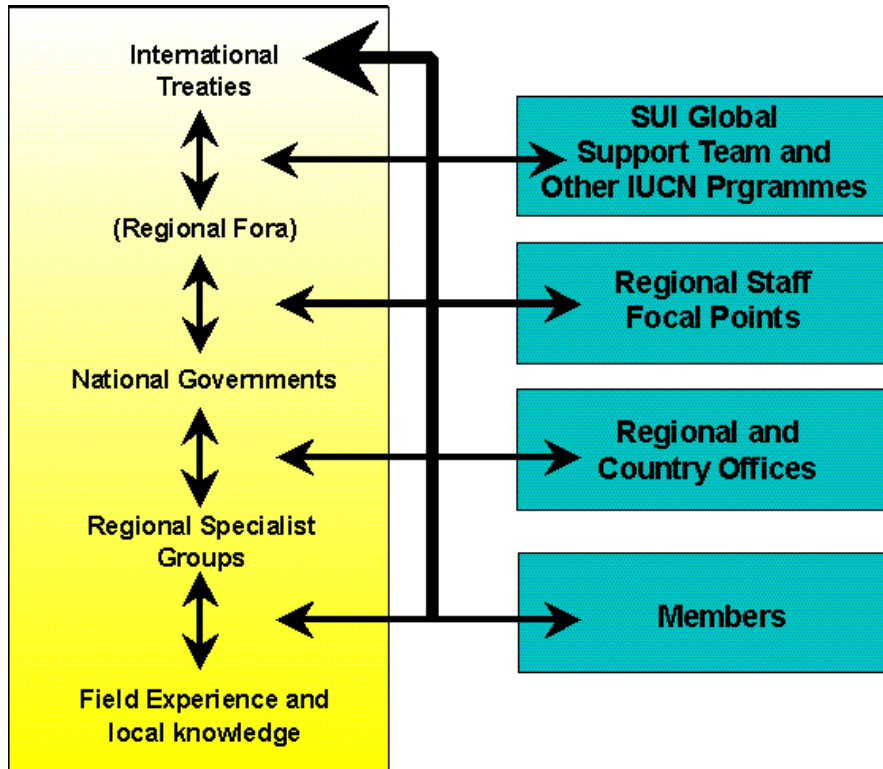 International
Treaties
(Regional Fora)
National Governments
Regional Specialist
Groups
Field Experience and
local knowledge
SUI Global
Support Team and
Other IUCN Prgrammes
Regional Staff
Focal Points
Regional and
Country Offices
Members